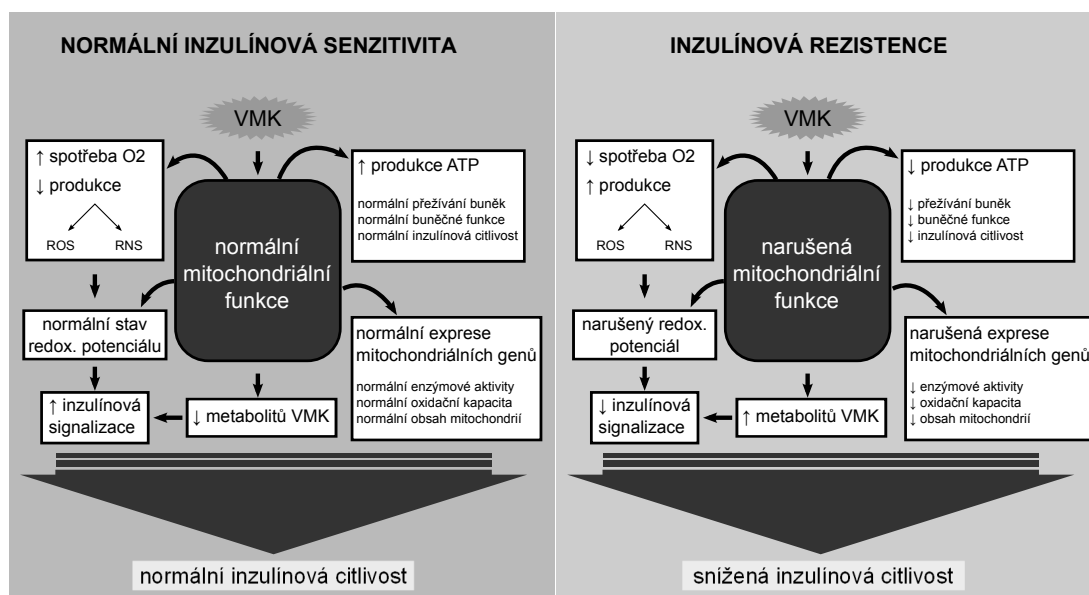 NORMÁLNÍ INZULÍNOVÁ SENZITIVITA
VMK
↑ spotřeba O2
↓ produkce
ROS RNS
↑ produkce ATP
normální přežívání buněk
normální buněčné funkce
normální inzulínová citlivost
normální
mitochondriální
funkce
normální stav
redox. potenciálu
normální exprese
mitochondriálních genů
normální enzýmové aktivity
normální oxidační kapacita
normální obsah mitochondrií
↑ inzulínová
signalizace
↓ metabolitů VMK
normální inzulínová citlivost
INZULÍNOVÁ REZISTENCE
VMK
↓ spotřeba O2
↑ produkce
ROS RNS
↓ produkce ATP
↓ přežívání buněk
↓ buněčné funkce
↓ inzulínová citlivost
narušená
mitochondriální
funkce
narušený redox.
potenciál
narušená exprese
mitochondriálních genů
↓ enzýmové aktivity
↓ oxidační kapacita
↓ obsah mitochondrií
↓ inzulínová
signalizace
↑ metabolitů VMK
snížená inzulínová citlivost